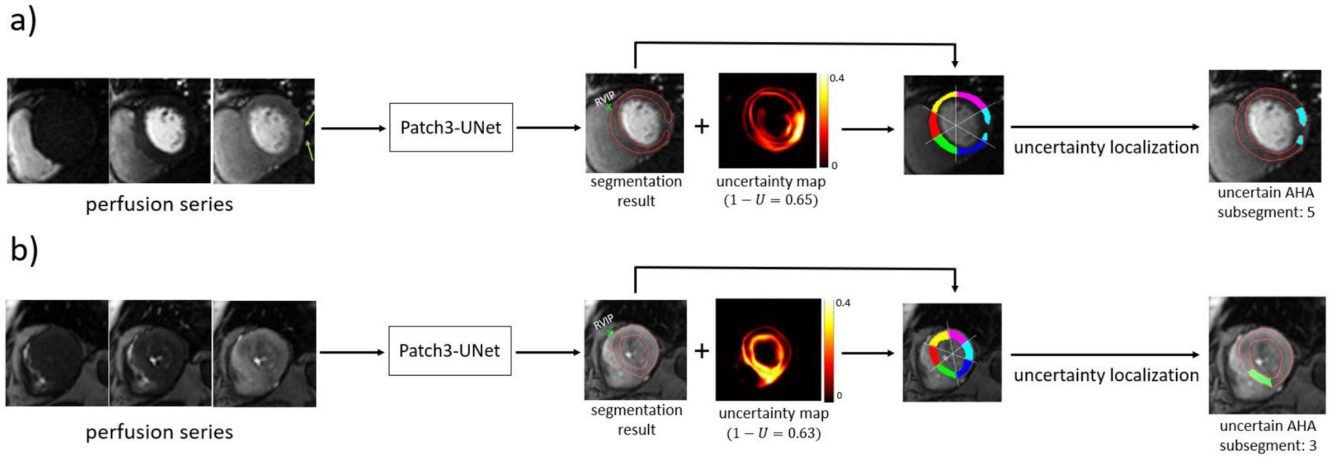 a)
perfusion series
Patch3-UNet
RVIP
segmentation
result
+
0.4
0
uncertainty map
(1 − U = 0.65)
uncertainty localization
uncertain AHA
subsegment: 5
b)
perfusion series
Patch3-UNet
RVIP
segmentation
result
+
0.4
0
uncertainty map
(1 − U = 0.63)
uncertainty localization
uncertain AHA
subsegment: 3